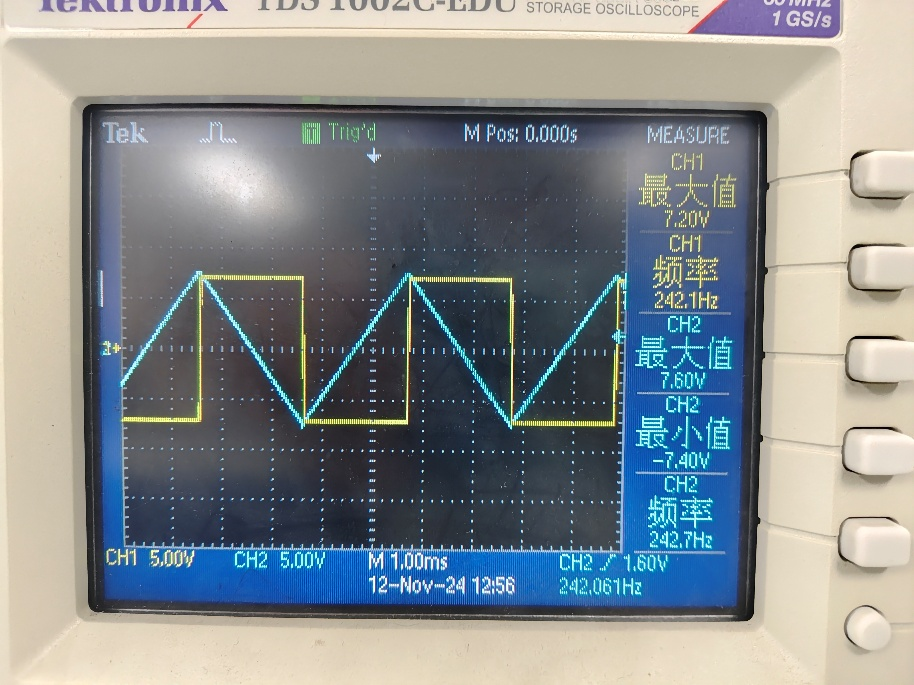 Tektronix TDS 1002C-EDU STORAGE OSCILLOSCOPE
60 MHz
1 GS/s
Tek Trig'd M Pos: 0.000s MEASURE
CH1
最大值
7.20V
CH1
频率
242.1Hz
CH2
最大值
7.60V
CH2
最小值
-7.40V
CH2
频率
242.7Hz
2+
CH1 5.00V CH2 5.00V M 1.00ms CH2 1.60V
12-Nov-24 12:56 242.061Hz